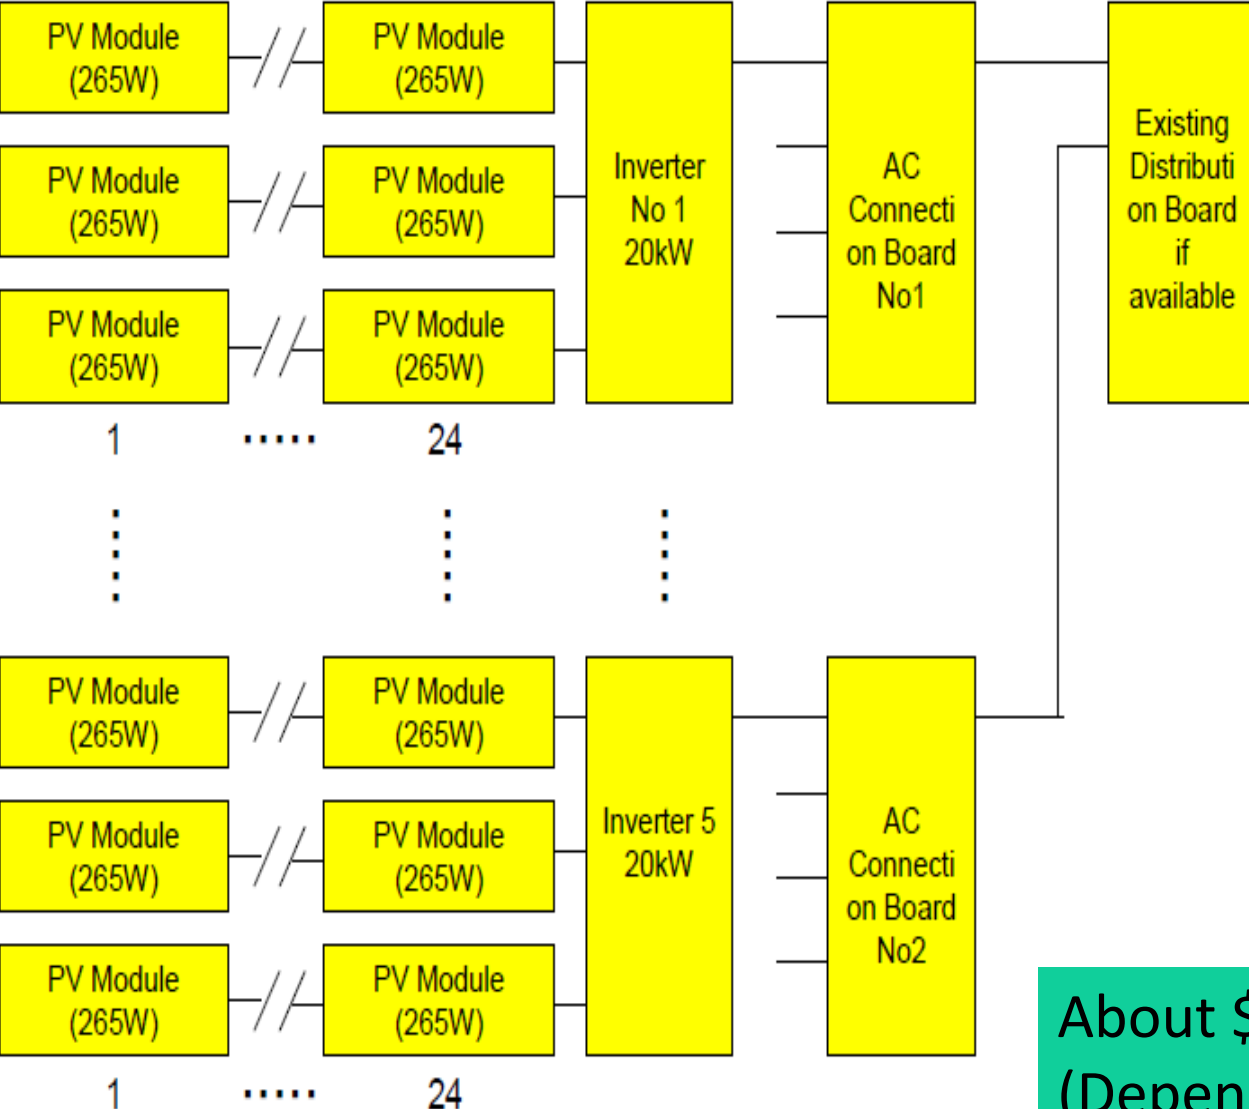 PV Module
(265W)
PV Module
(265W)
PV Module
(265W)
PV Module
(265W)
PV Module
(265W)
PV Module
(265W)
1
.....
24
Inverter
No 1
20kW
AC
Connecti
on Board
No1
Existing
Distributi
on Board
if
available
PV Module
(265W)
PV Module
(265W)
PV Module
(265W)
PV Module
(265W)
PV Module
(265W)
PV Module
(265W)
1
.....
24
Inverter 5
20kW
AC
Connecti
on Board
No2
About $
(Depen